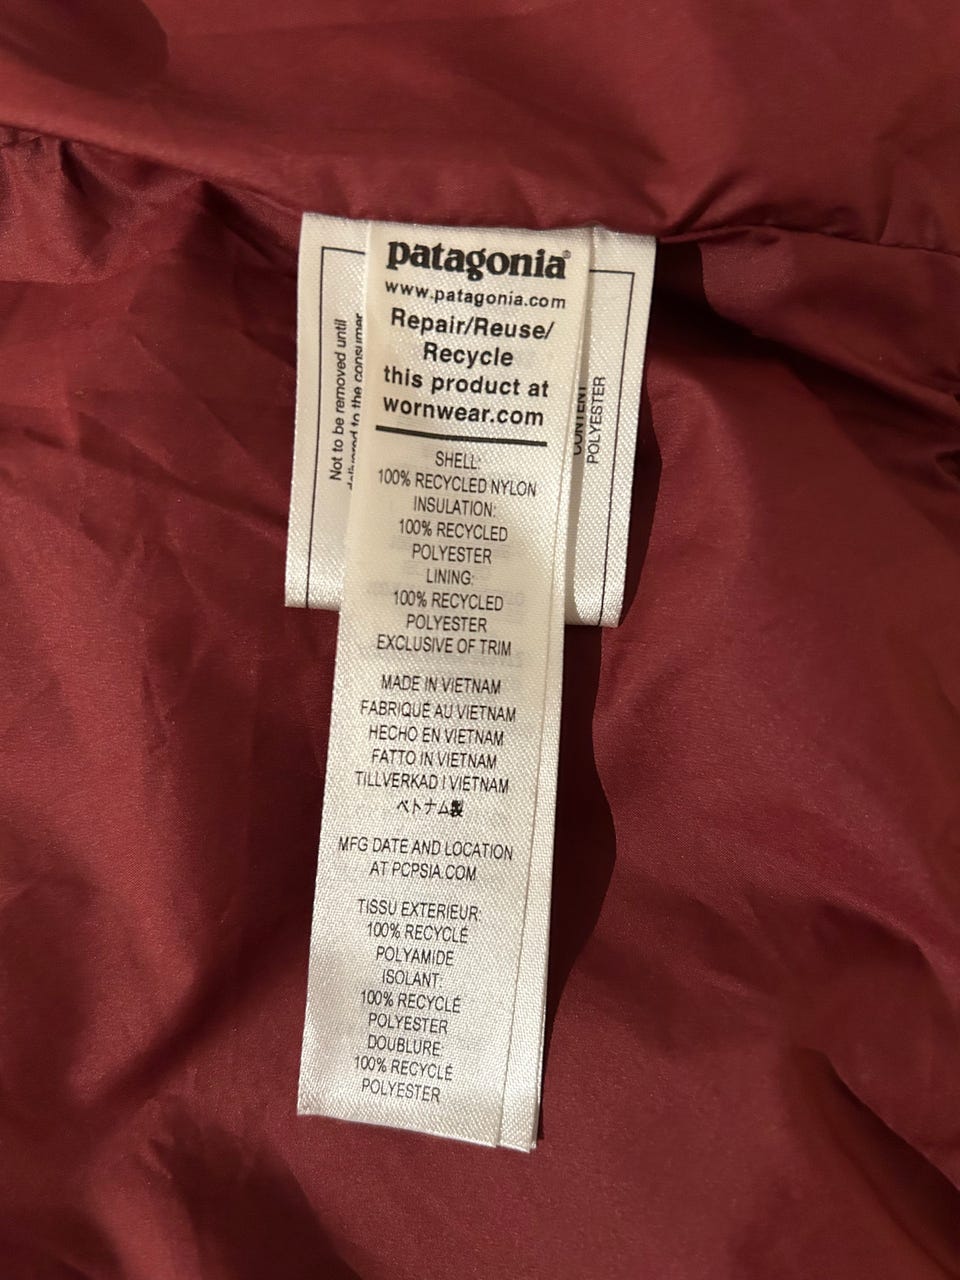 patagonia®
www.patagonia.com
Repair/Reuse/
Recycle
this product at
wornwear.com
SHELL:
100% RECYCLED NYLON
INSULATION:
100% RECYCLED
POLYESTER
LINING:
100% RECYCLED
POLYESTER
EXCLUSIVE OF TRIM
MADE IN VIETNAM
FABRIQUÉ AU VIETNAM
HECHO EN VIETNAM
FATTO IN VIETNAM
TILLVERKAD I VIETNAM
ベトナム製
MFG DATE AND LOCATION
AT PCPSIA.COM
TISSU EXTERIEUR:
100% RECYCLÉ
POLYAMIDE
ISOLANT:
100% RECYCLÉ
POLYESTER
DOUBLURE:
100% RECYCLÉ
POLYESTER
Not to be removed until
delivered to the consumer
CONTENT
POLYESTER